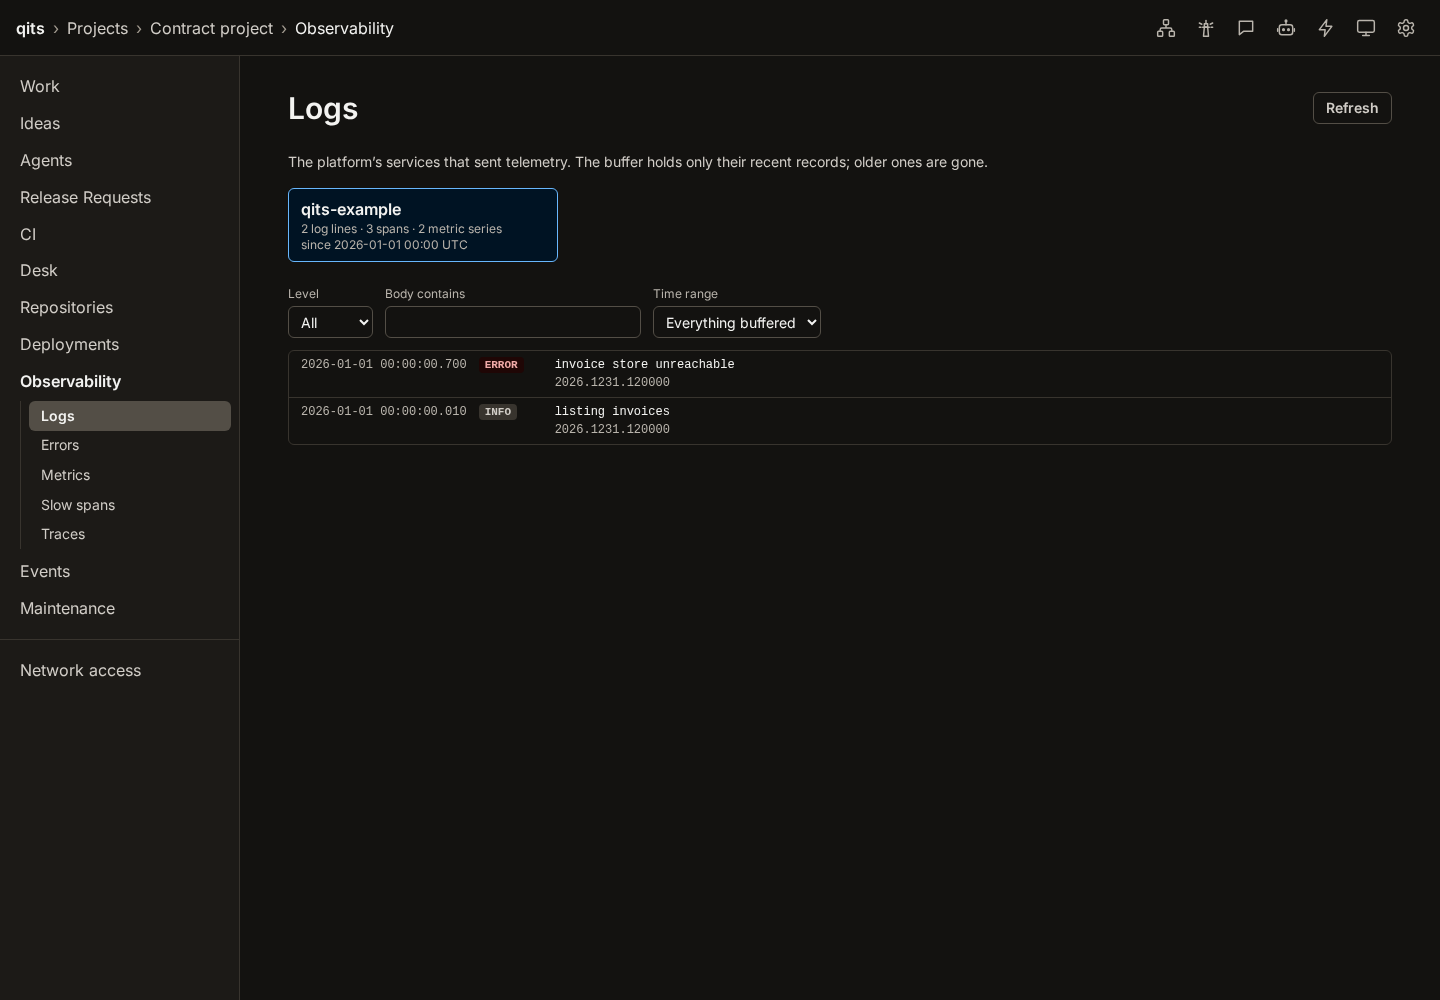 qits › Projects › Contract project › Observability
Work
Ideas
Agents
Release Requests
CI
Desk
Repositories
Deployments
Observability
Logs
Errors
Metrics
Slow spans
Traces
Events
Maintenance
Network access
Logs
Refresh
The platform’s services that sent telemetry. The buffer holds only their recent records; older ones are gone.
qits-example
2 log lines · 3 spans · 2 metric series
since 2026-01-01 00:00 UTC
Level Body contains Time range
All Everything buffered
2026-01-01 00:00:00.700 ERROR invoice store unreachable
2026.1231.120000
2026-01-01 00:00:00.010 INFO listing invoices
2026.1231.120000